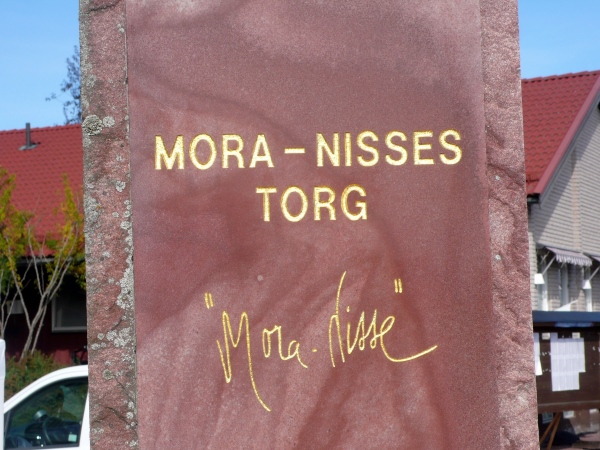 MORA – NISSES
TORG
"Mora-Nisse"